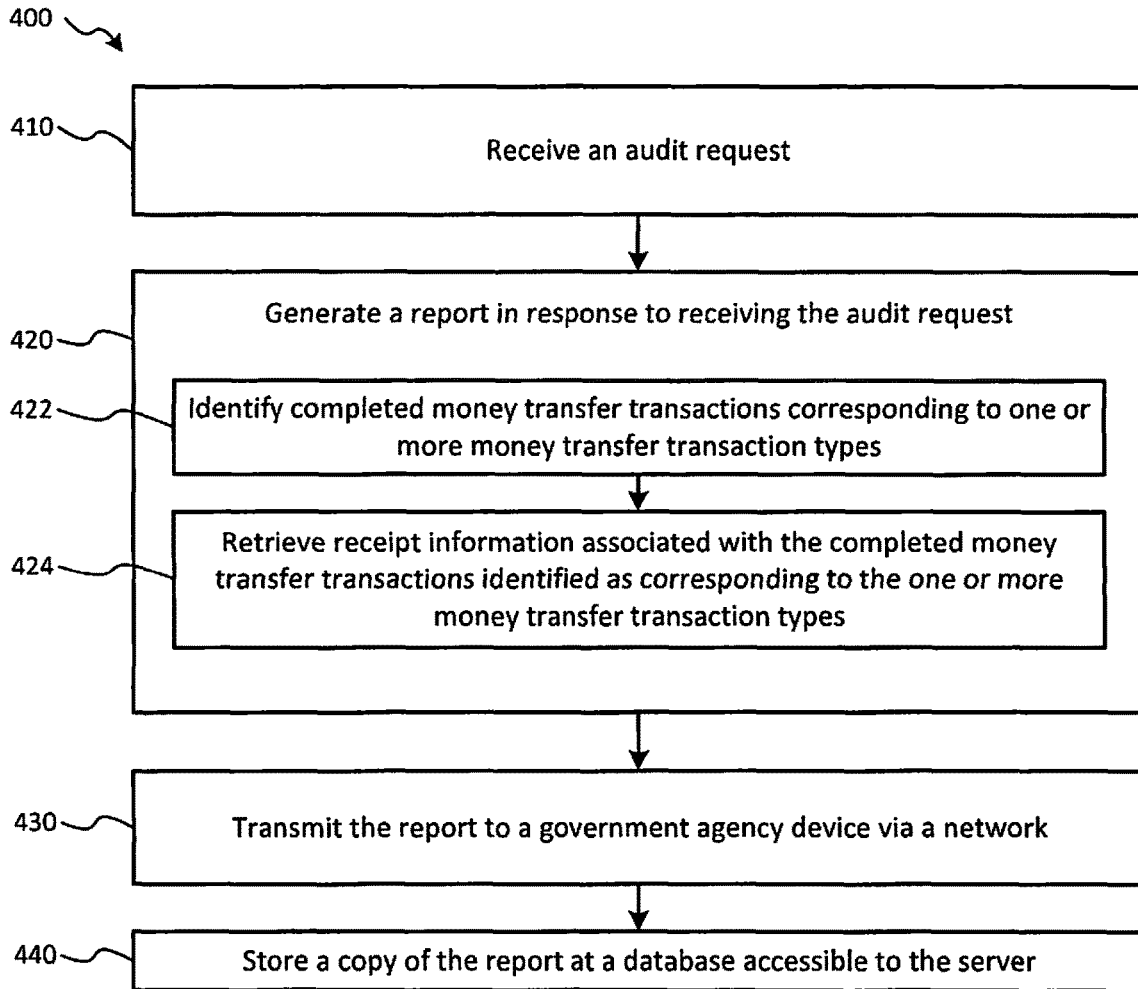 400
410
Receive an audit request
420
Generate a report in response to receiving the audit request
422
Identify completed money transfer transactions corresponding to one or
more money transfer transaction types
424
Retrieve receipt information associated with the completed money
transfer transactions identified as corresponding to the one or more
money transfer transaction types
430
Transmit the report to a government agency device via a network
440
Store a copy of the report at a database accessible to the server